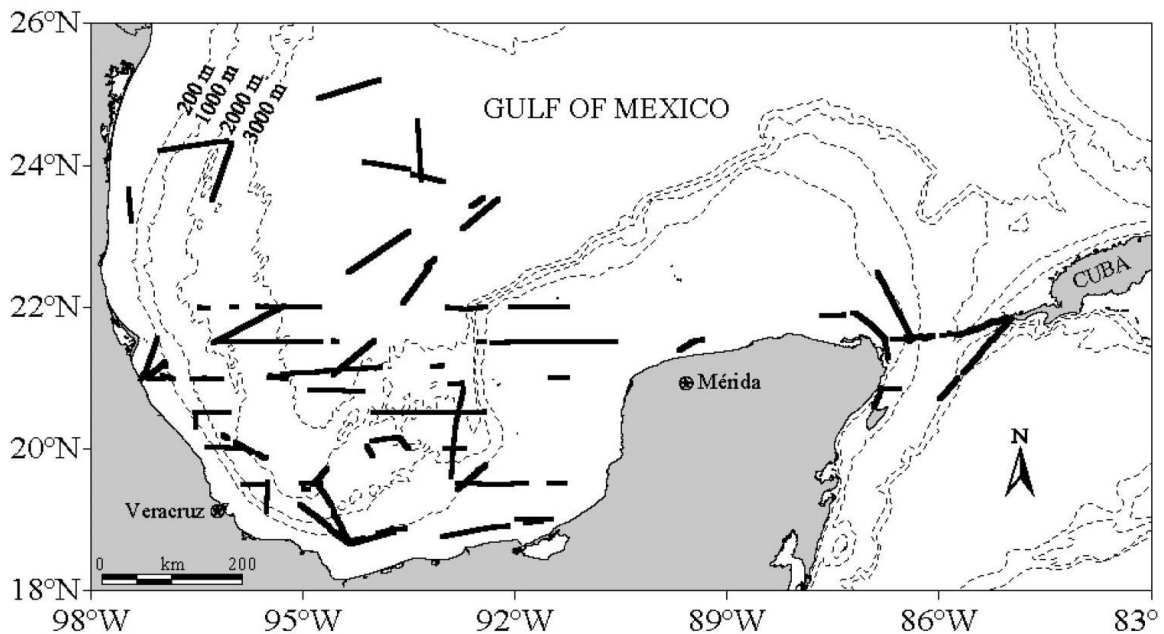 26°N
24°N
22°N
20°N
18°N
200 m
1000 m
2000 m
3000 m
GULF OF MEXICO
CUBA
Mérida
N
Veracruz
0 km 200
98°W 95°W 92°W 89°W 86°W 83°W